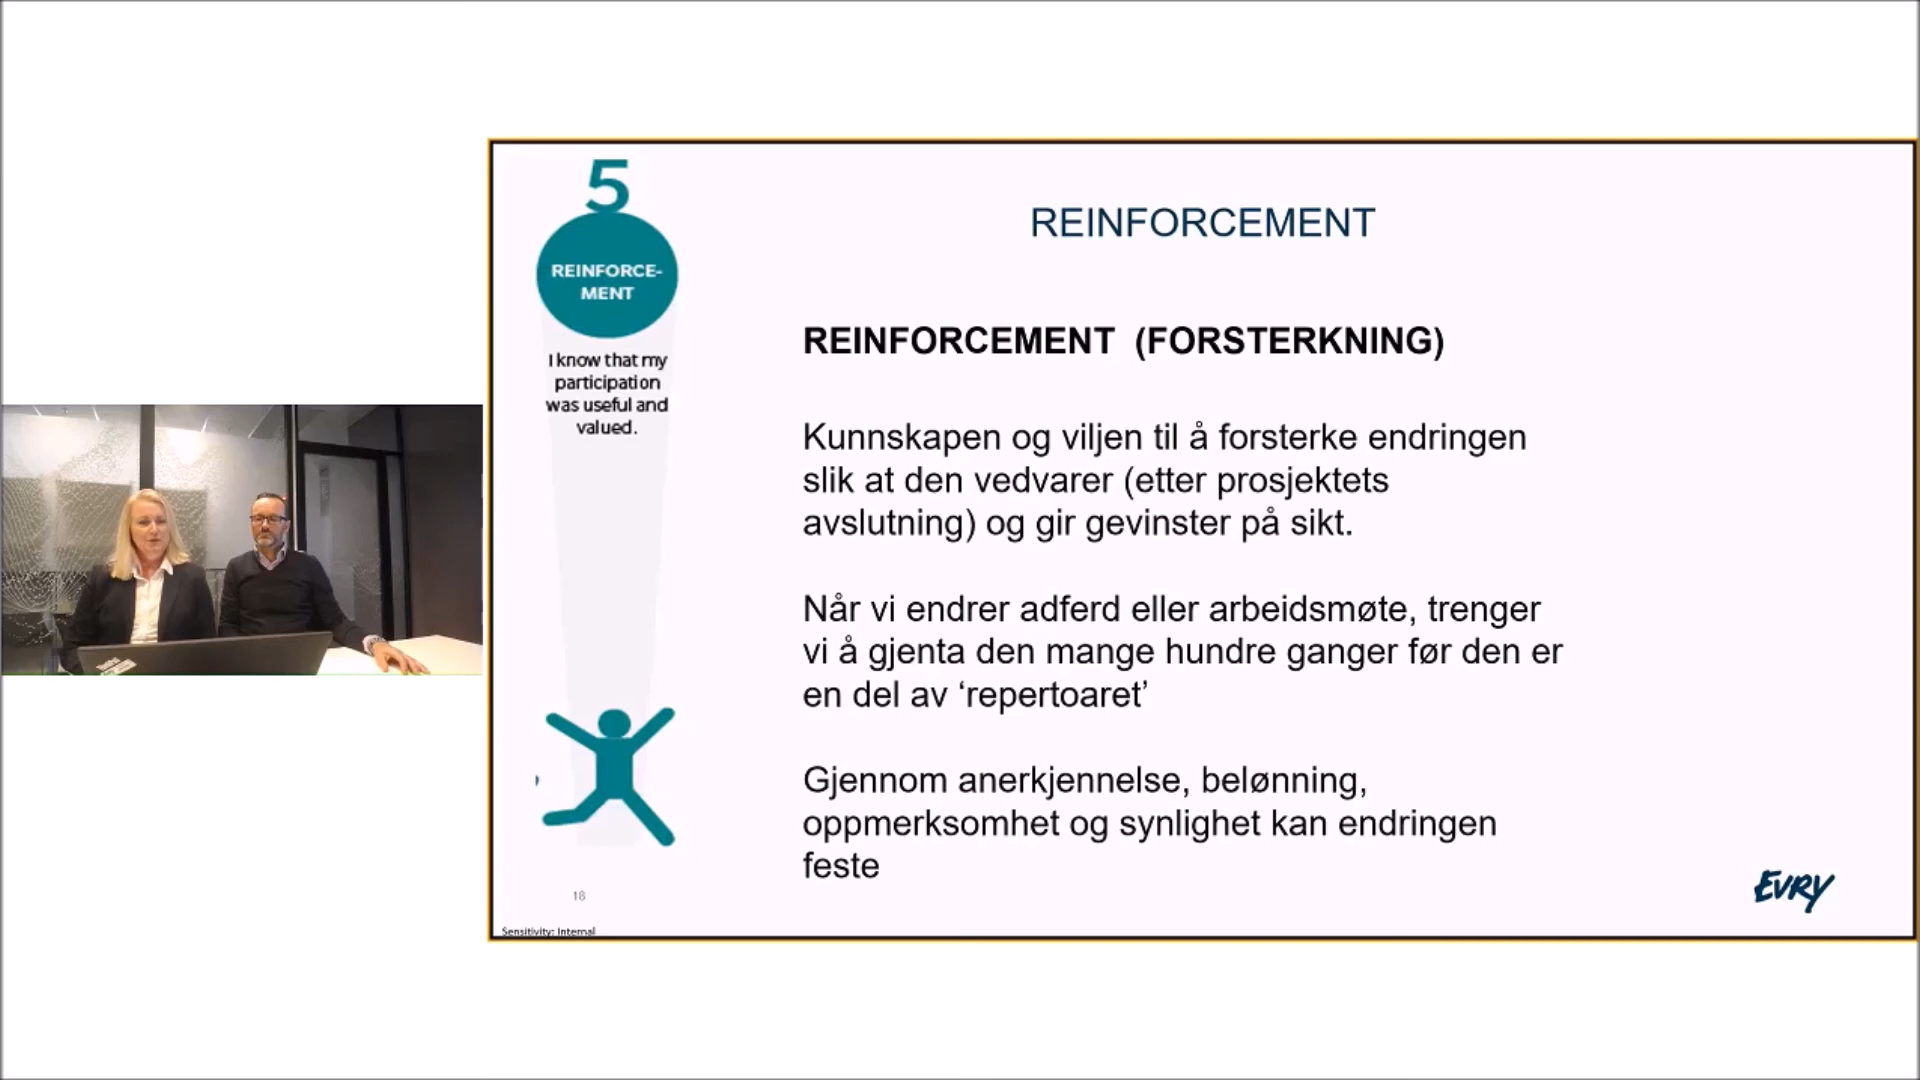 5
REINFORCE-
MENT
I know that my
participation
was useful and
valued.
REINFORCEMENT
REINFORCEMENT (FORSTERKNING)
Kunnskapen og viljen til å forsterke endringen
slik at den vedvarer (etter prosjektets
avslutning) og gir gevinster på sikt.
Når vi endrer adferd eller arbeidsmøte, trenger
vi å gjenta den mange hundre ganger før den er
en del av ‘repertoaret’
Gjennom anerkjennelse, belønning,
oppmerksomhet og synlighet kan endringen
feste
18
EVRY
Sensitivity: Internal